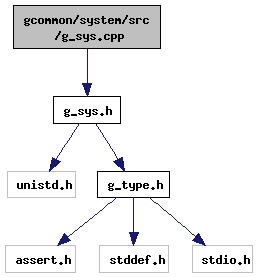 gcommon/system/src
/g_sys.cpp
g_sys.h
unistd.h
g_type.h
assert.h
stddef.h
stdio.h